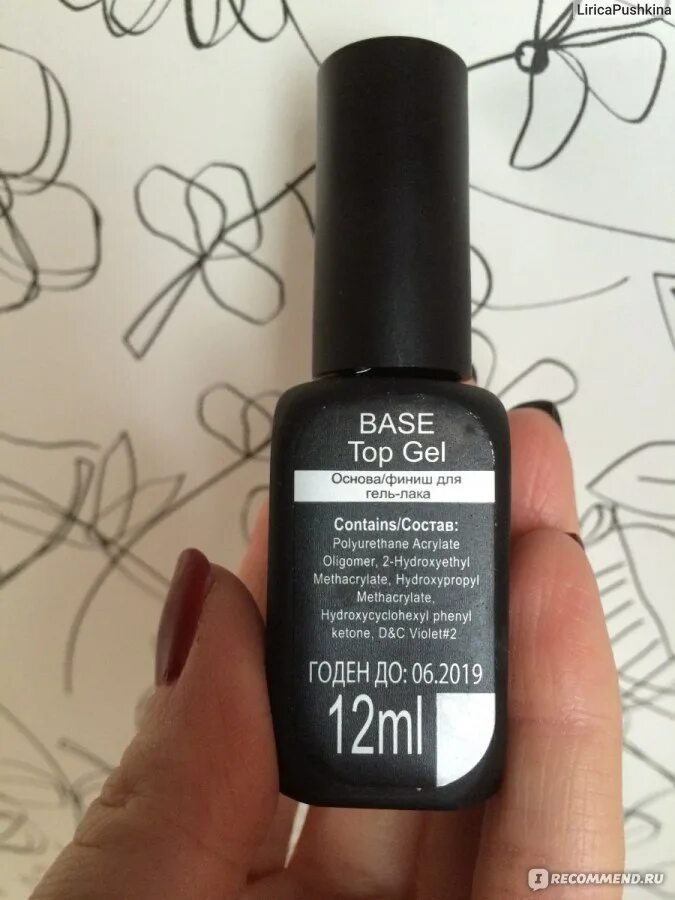 LiricaPushkina
BASE
Top Gel
Основа/финиш для
гель-лака
Contains/Состав:
Polyurethane Acrylate
Oligomer, 2-Hydroxyethyl
Methacrylate, Hydroxypropyl
Methacrylate,
Hydroxycyclohexyl phenyl
ketone, D&C Violet#2
ГОДЕН ДО: 06.2019
12ml
IRECOMMEND.RU